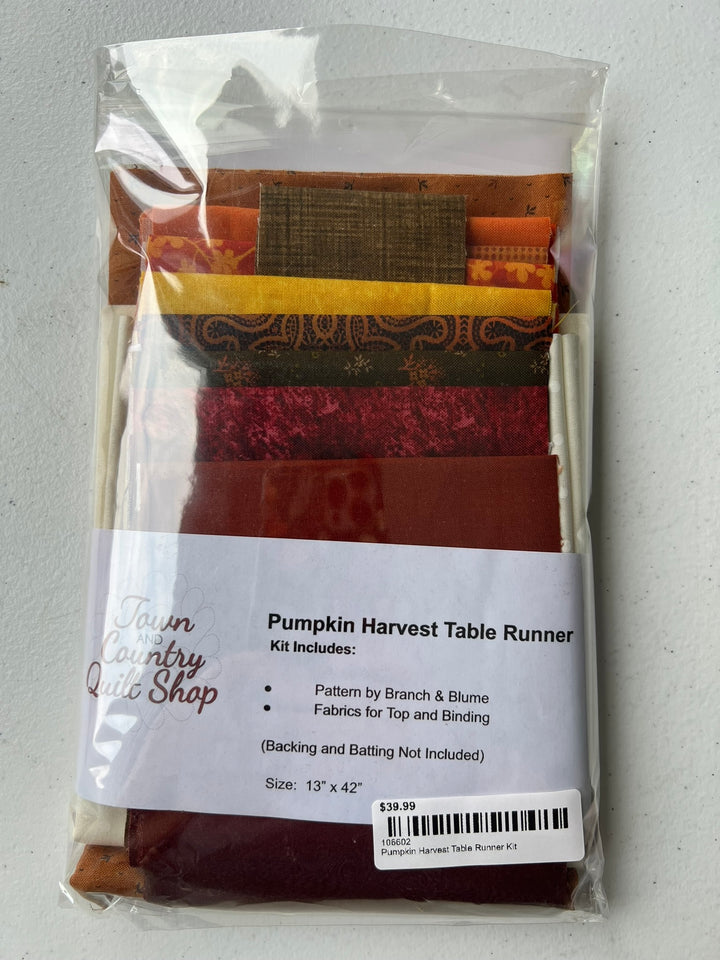 Town
AND
Country
Quilt Shop
Pumpkin Harvest Table Runner
Kit Includes:
• Pattern by Branch & Blume
• Fabrics for Top and Binding
(Backing and Batting Not Included)
Size: 13" x 42"
$39.99
106602
Pumpkin Harvest Table Runner Kit